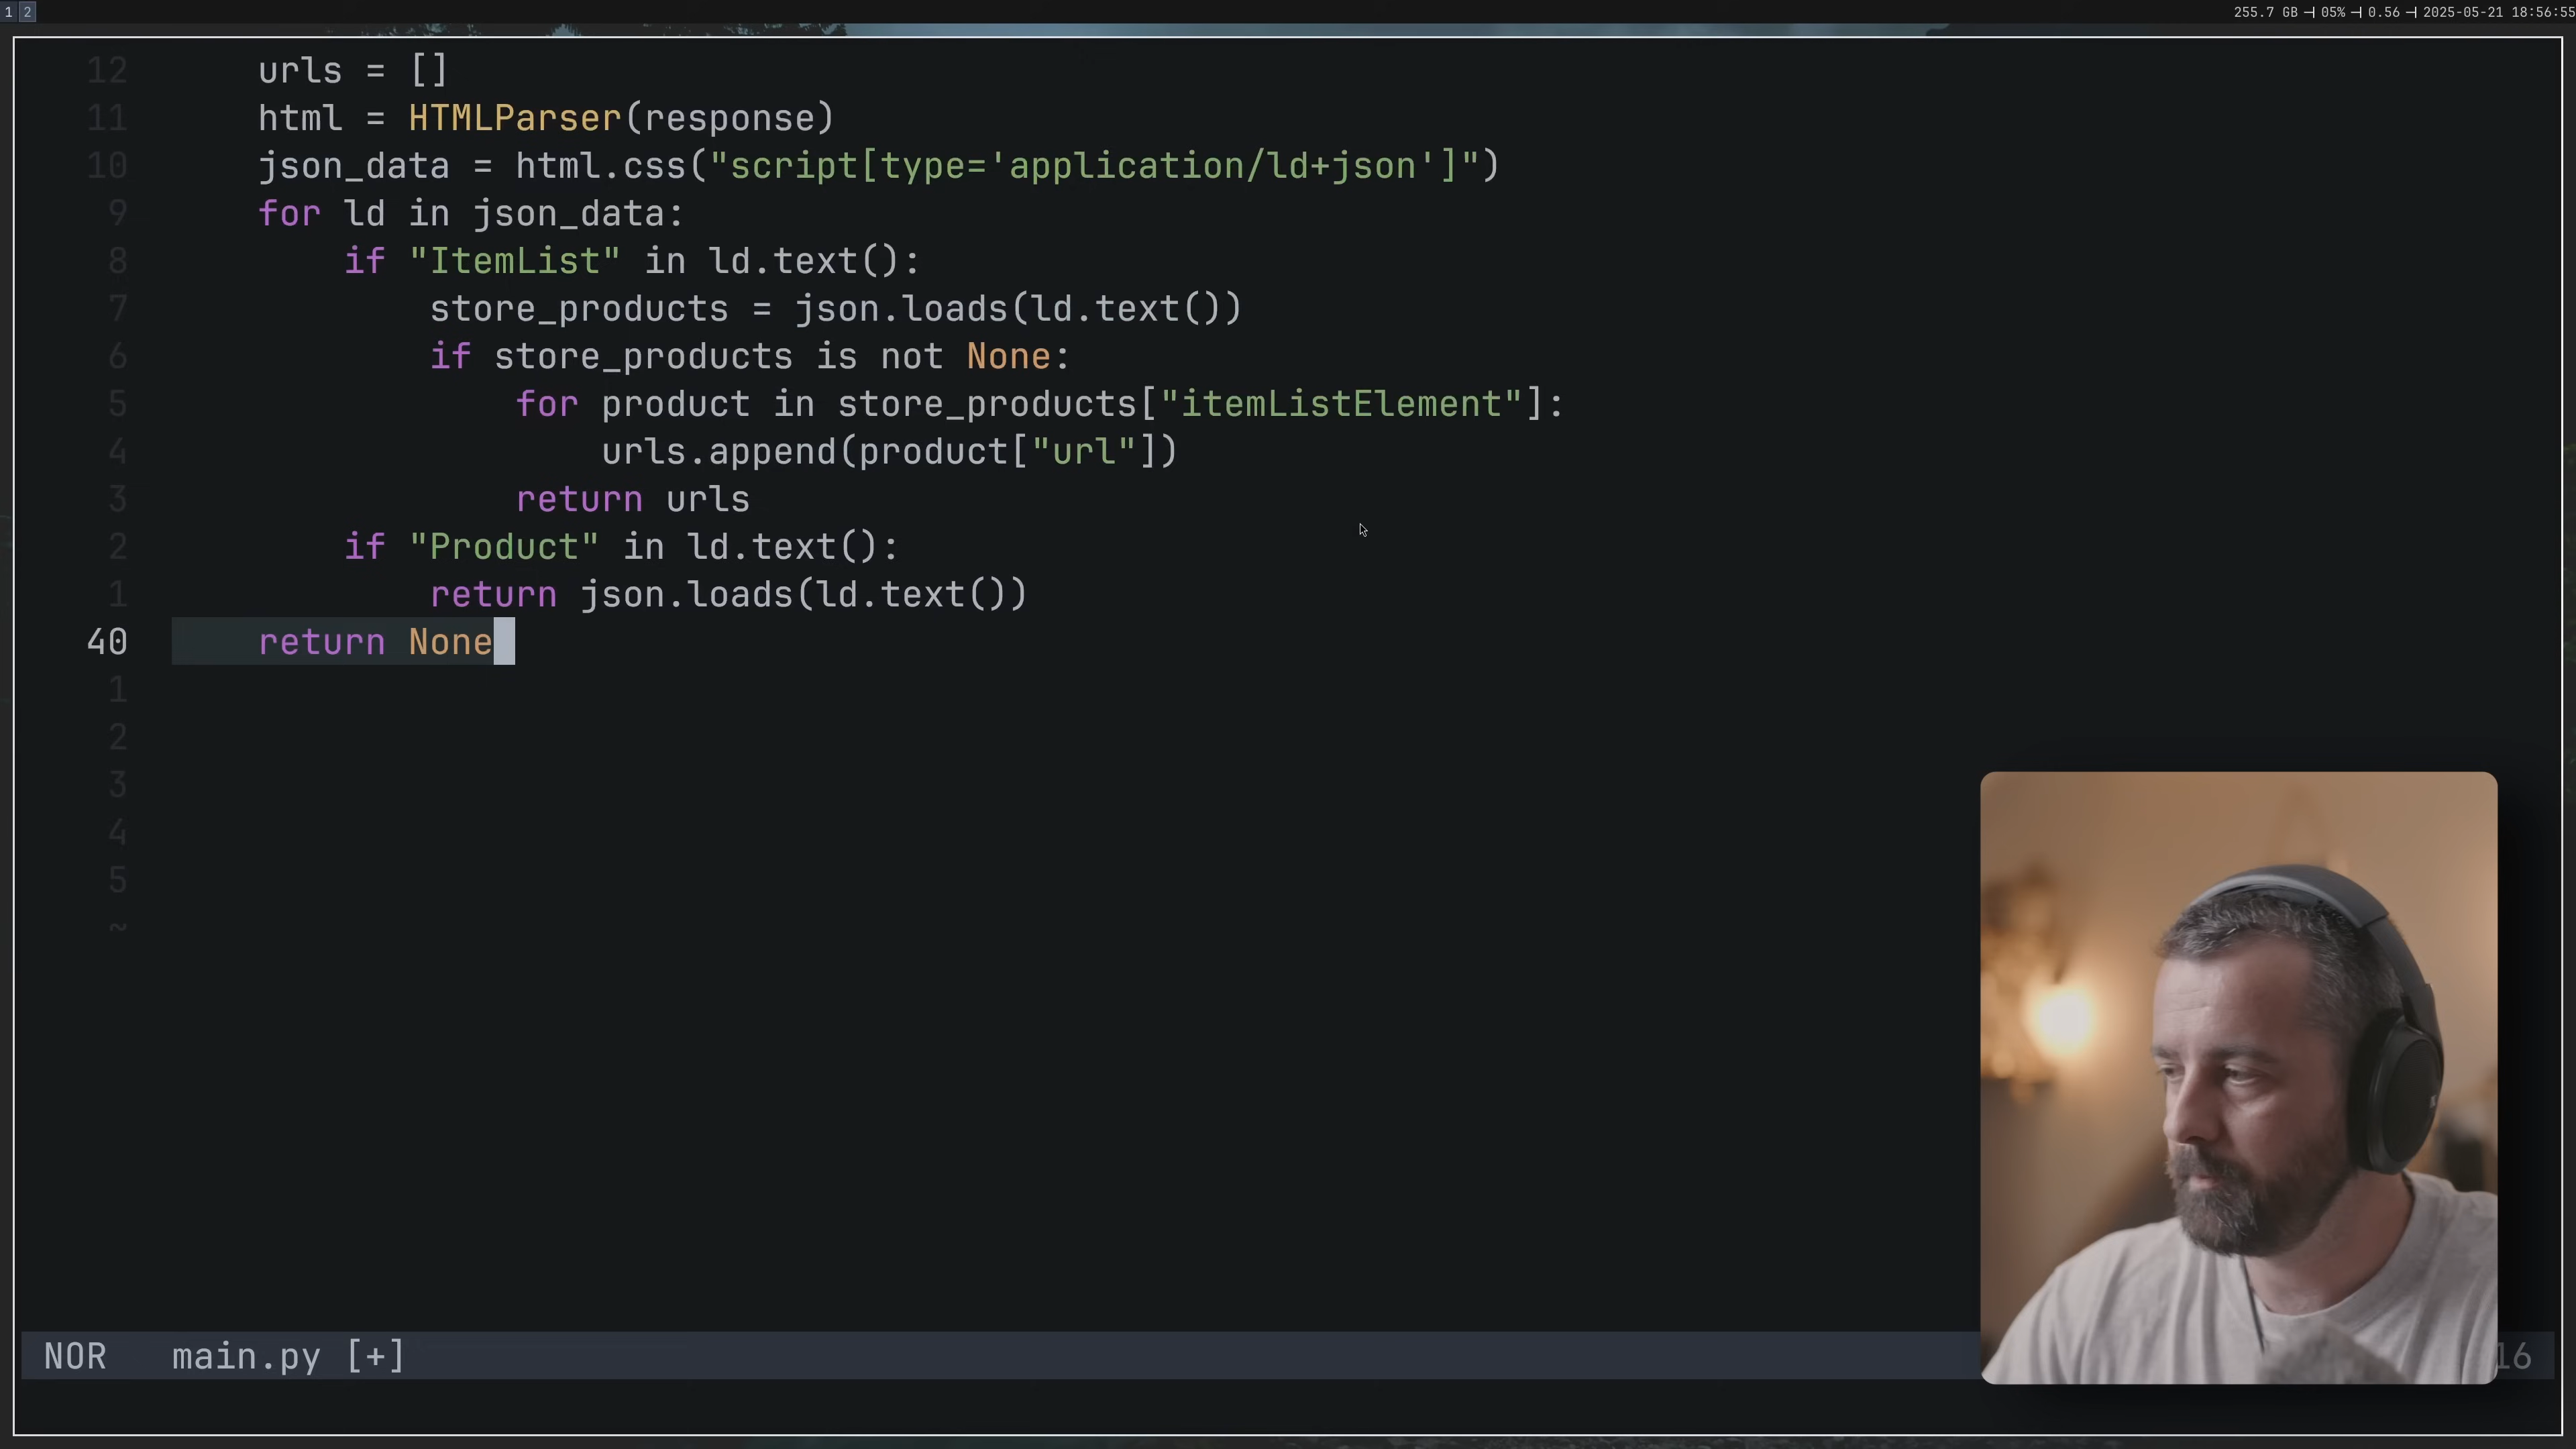 1 2
255.7 GB ⊣ 05% ⊣ 0.56 ⊣ 2025-05-21 18:56:55
12 urls = []
11 html = HTMLParser(response)
10 json_data = html.css("script[type='application/ld+json']")
9 for ld in json_data:
8 if "ItemList" in ld.text():
7 store_products = json.loads(ld.text())
6 if store_products is not None:
5 for product in store_products["itemListElement"]:
4 urls.append(product["url"])
3 return urls
2 if "Product" in ld.text():
1 return json.loads(ld.text())
40 return None
1
2
3
4
5
~
NOR main.py [+] 16